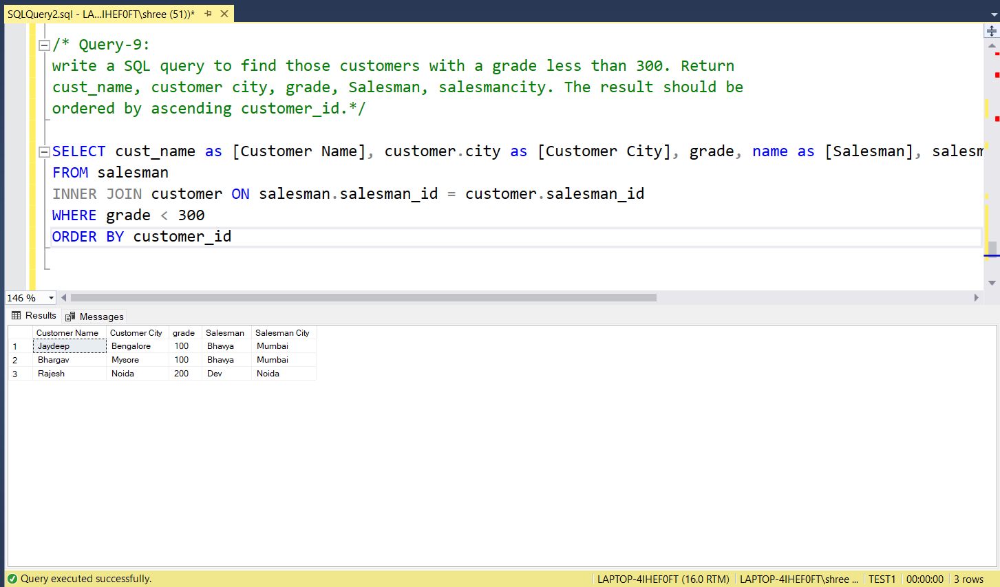 SQLQuery2.sql - LA...IHEF0FT\shree (51))*
/* Query-9:
write a SQL query to find those customers with a grade less than 300. Return
cust_name, customer city, grade, Salesman, salesmancity. The result should be
ordered by ascending customer_id.*/
SELECT cust_name as [Customer Name], customer.city as [Customer City], grade, name as [Salesman], salesm
FROM salesman
INNER JOIN customer ON salesman.salesman_id = customer.salesman_id
WHERE grade < 300
ORDER BY customer_id
146 %
Results Messages
Customer Name Customer City grade Salesman Salesman City
1 Jaydeep Bengalore 100 Bhavya Mumbai
2 Bhargav Mysore 100 Bhavya Mumbai
3 Rajesh Noida 200 Dev Noida
Query executed successfully. LAPTOP-4IHEF0FT (16.0 RTM) LAPTOP-4IHEF0FT\shree ... TEST1 00:00:00 3 rows